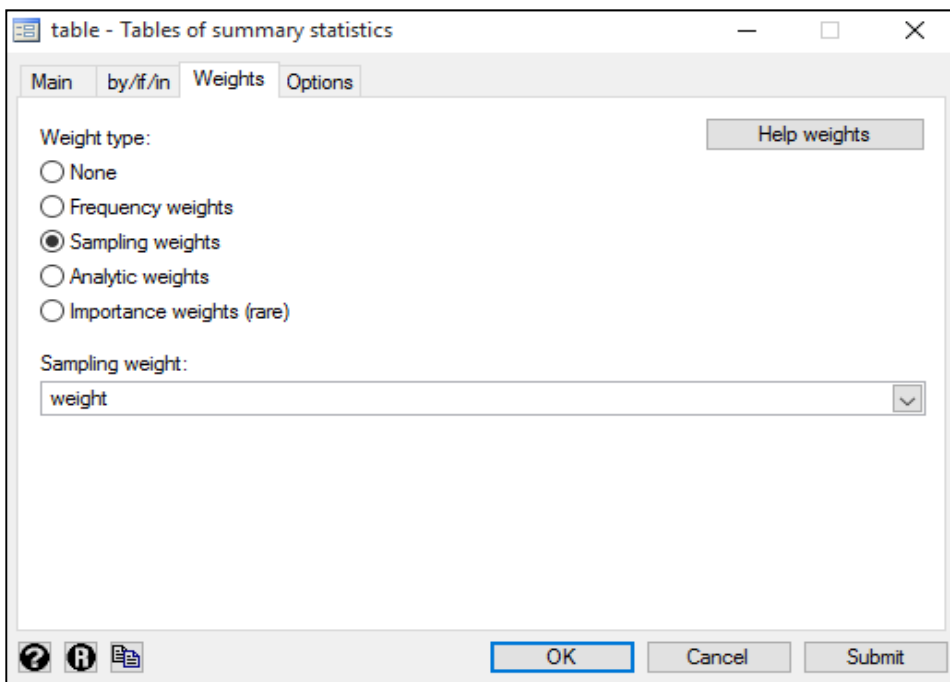 table - Tables of summary statistics
Main by/if/in Weights Options
Weight type: Help weights
None
Frequency weights
Sampling weights
Analytic weights
Importance weights (rare)
Sampling weight:
weight
? R OK Cancel Submit